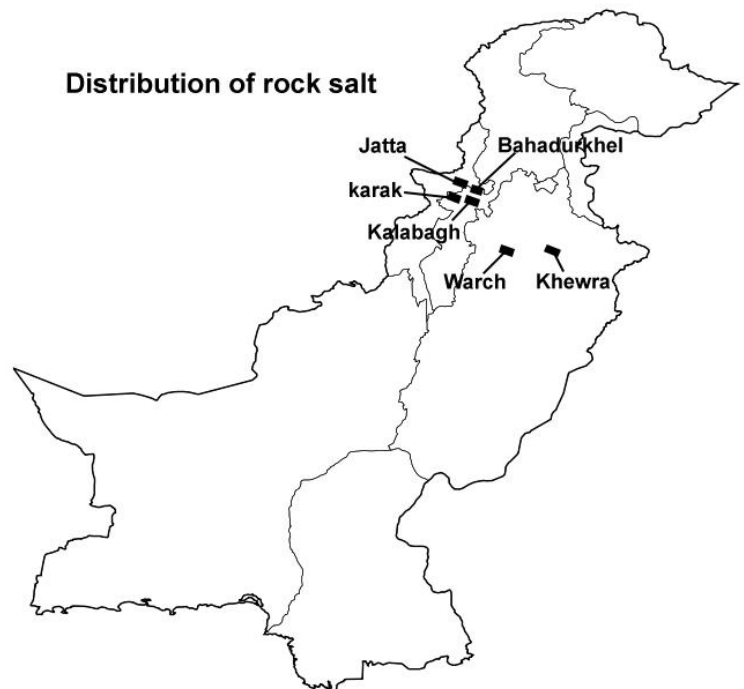 Distribution of rock salt
Jatta
Bahadurkhel
karak
Kalabagh
Warch
Khewra